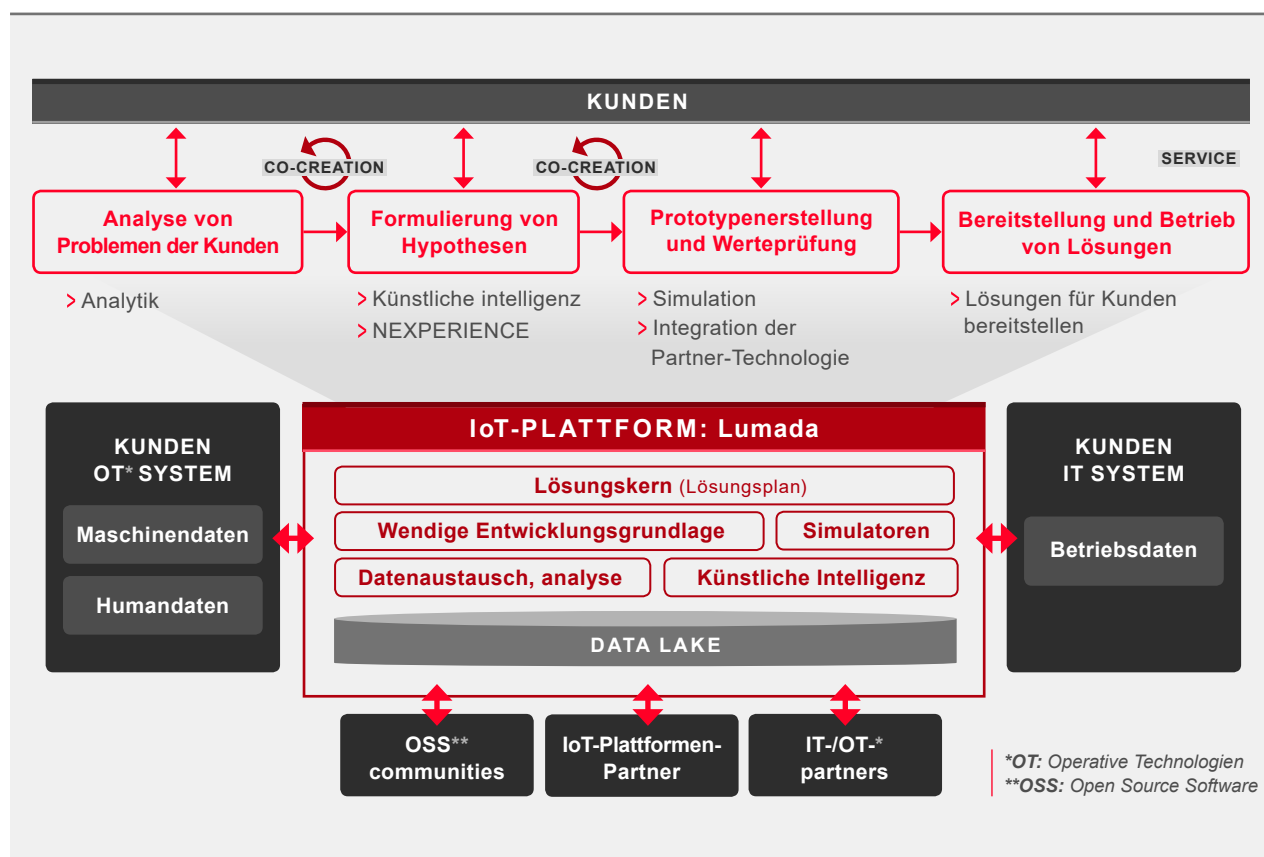 KUNDEN
CO-CREATION
CO-CREATION
SERVICE
Analyse von
Problemen der Kunden
Formulierung von
Hypothesen
Prototypenerstellung
und Werteprüfung
Bereitstellung und Betrieb
von Lösungen
> Analytik
> Künstliche intelligenz
> NEXPERIENCE
> Simulation
> Integration der
Partner-Technologie
> Lösungen für Kunden
bereitstellen
KUNDEN
OT* SYSTEM
Maschinendaten
Humandaten
IoT-PLATTFORM: Lumada
Lösungskern (Lösungsplan)
Wendige Entwicklungsgrundlage
Simulatoren
Datenaustausch, analyse
Künstliche Intelligenz
DATA LAKE
KUNDEN
IT SYSTEM
Betriebsdaten
OSS**
communities
IoT-Plattformen-
Partner
IT-/OT-*
partners
*OT: Operative Technologien
**OSS: Open Source Software